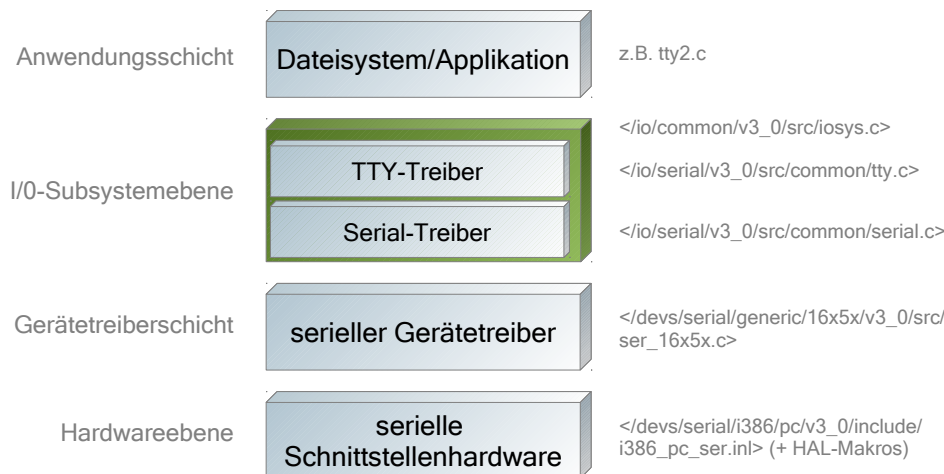 Anwendungsschicht
Dateisystem/Applikation
z.B. tty2.c
I/0-Subsystemebene
TTY-Treiber
Serial-Treiber
</io/common/v3_0/src/iosys.c>
</io/serial/v3_0/src/common/tty.c>
</io/serial/v3_0/src/common/serial.c>
Gerätetreiberschicht
serieller Gerätetreiber
</devs/serial/generic/16x5x/v3_0/src/
ser_16x5x.c>
Hardwareebene
serielle
Schnittstellenhardware
</devs/serial/i386/pc/v3_0/include/
i386_pc_ser.inl> (+ HAL-Makros)